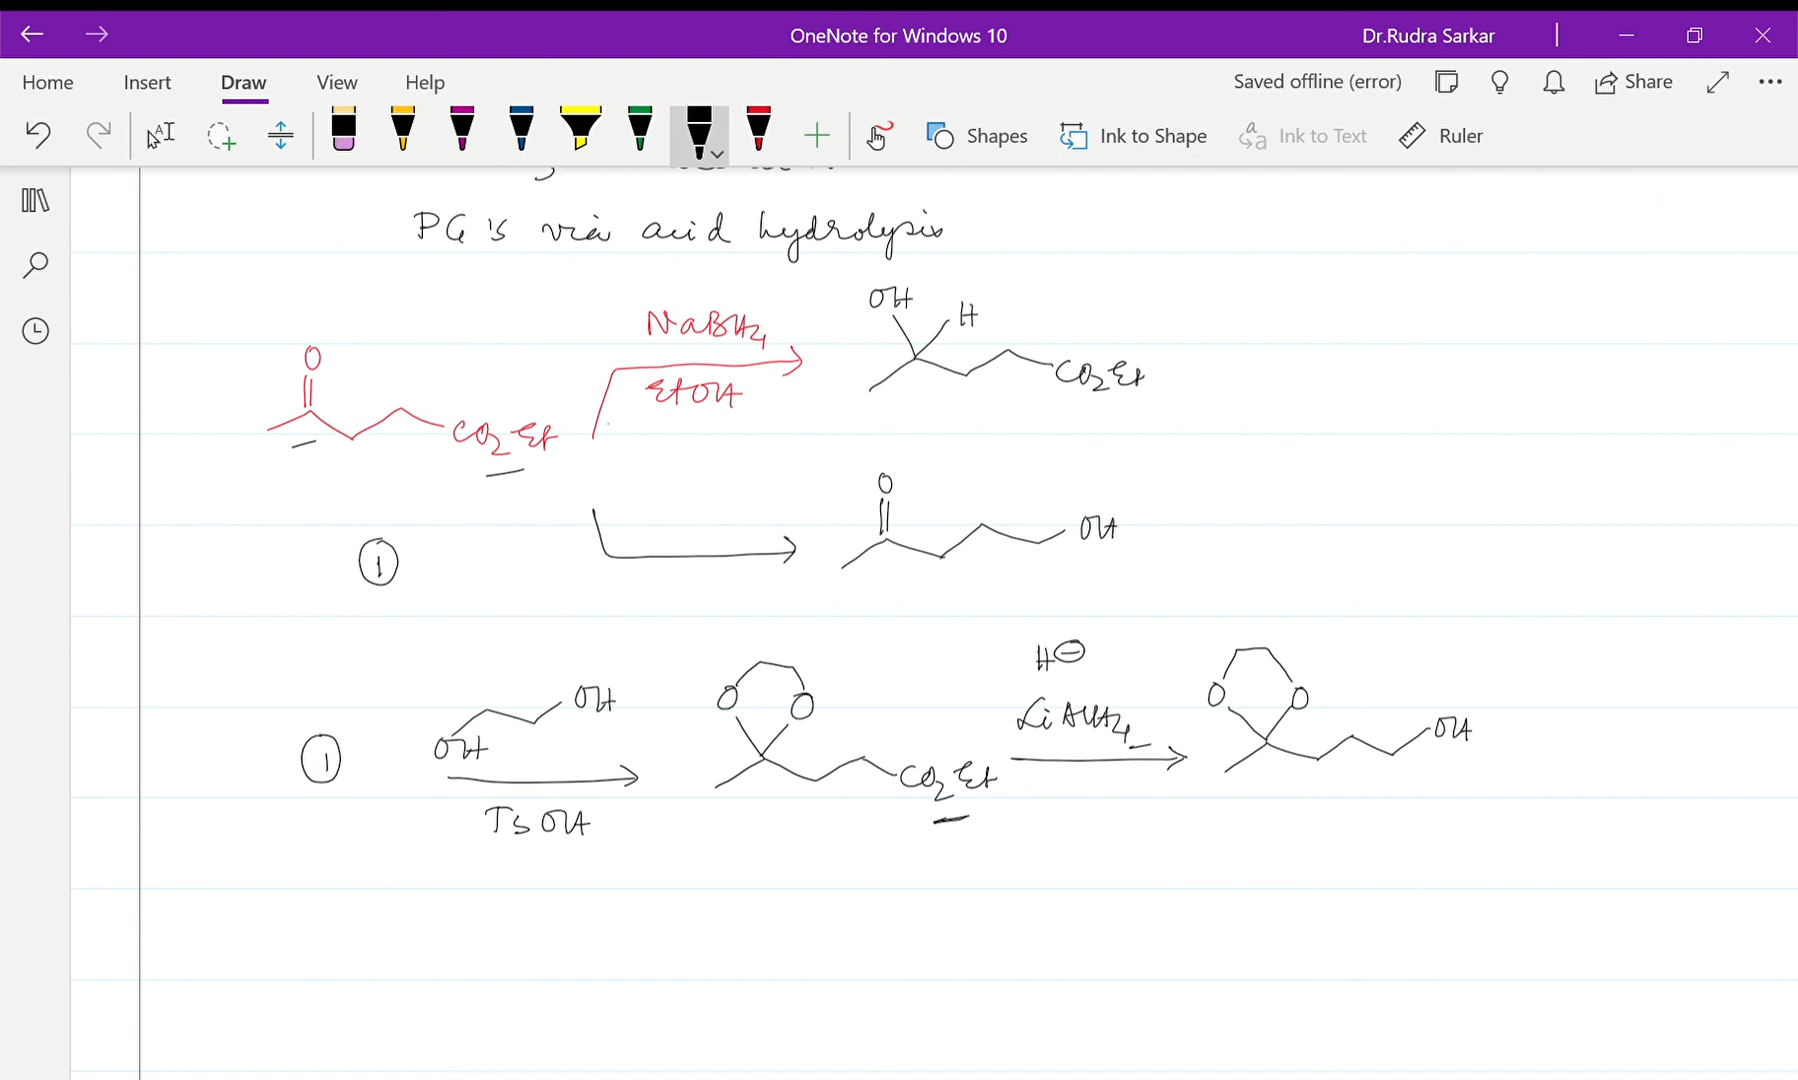 OneNote for Windows 10
Dr.Rudra Sarkar
Home Insert Draw View Help
Saved offline (error)
Share
Shapes
Ink to Shape
Ink to Text
Ruler
PG's via acid hydrolysis
O
CO2Et
NaBH4
EtOH
OH
H
CO2Et
O
OH
1
1
OH
OH
TsOH
O
O
CO2Et
H⊖
LiAlH4
O
O
OH